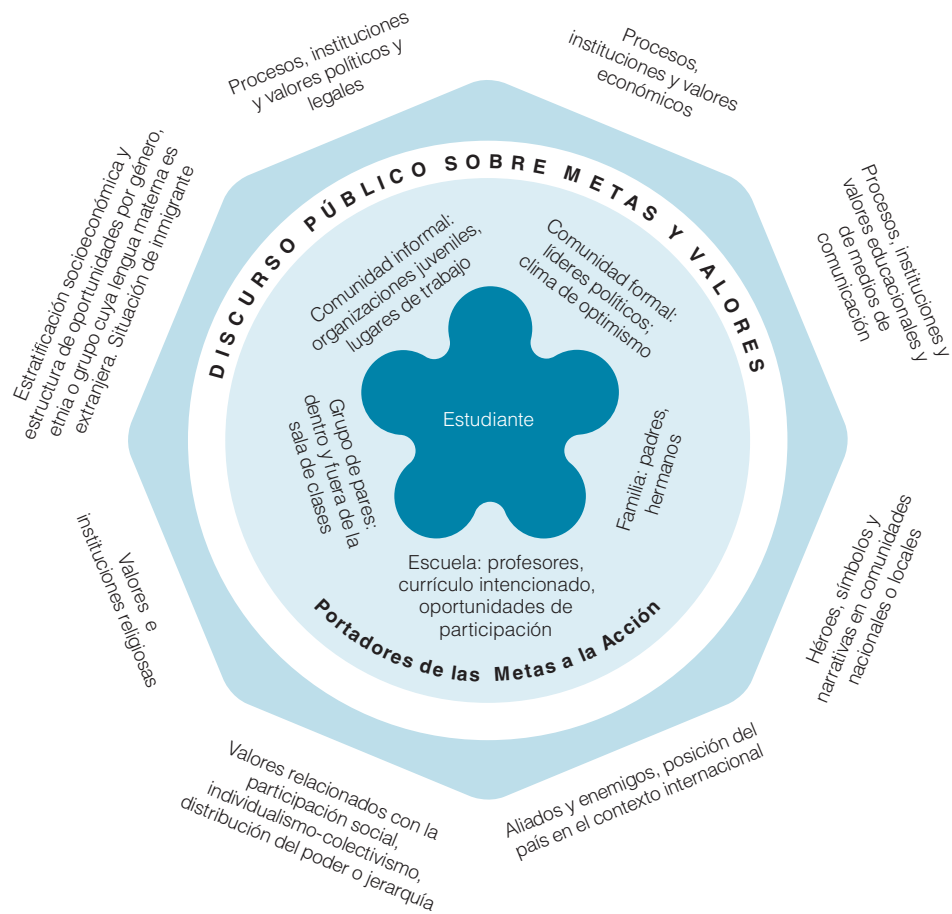 Procesos, instituciones
y valores políticos y
legales
Procesos,
instituciones y valores
económicos
Procesos, instituciones y
valores educacionales y
de medios de
comunicación
Héroes, símbolos y
narrativas en comunidades
nacionales o locales
Aliados y enemigos, posición del
país en el contexto internacional
Valores relacionados con la
participación social,
individualismo-colectivismo,
distribución del poder o jerarquía
Valores e
instituciones religiosas
Estratificación socioeconómica y
estructura de oportunidades por género,
etnia o grupo cuya lengua materna es
extranjera. Situación de inmigrante
DISCURSO PÚBLICO SOBRE METAS Y VALORES
Comunidad informal:
organizaciones juveniles,
lugares de trabajo
Comunidad formal:
líderes políticos;
clima de optimismo
Grupo de pares:
dentro y fuera de la
sala de clases
Estudiante
Familia: padres,
hermanos
Escuela: profesores,
currículo intencionado,
oportunidades de
participación
Portadores de las Metas a la Acción